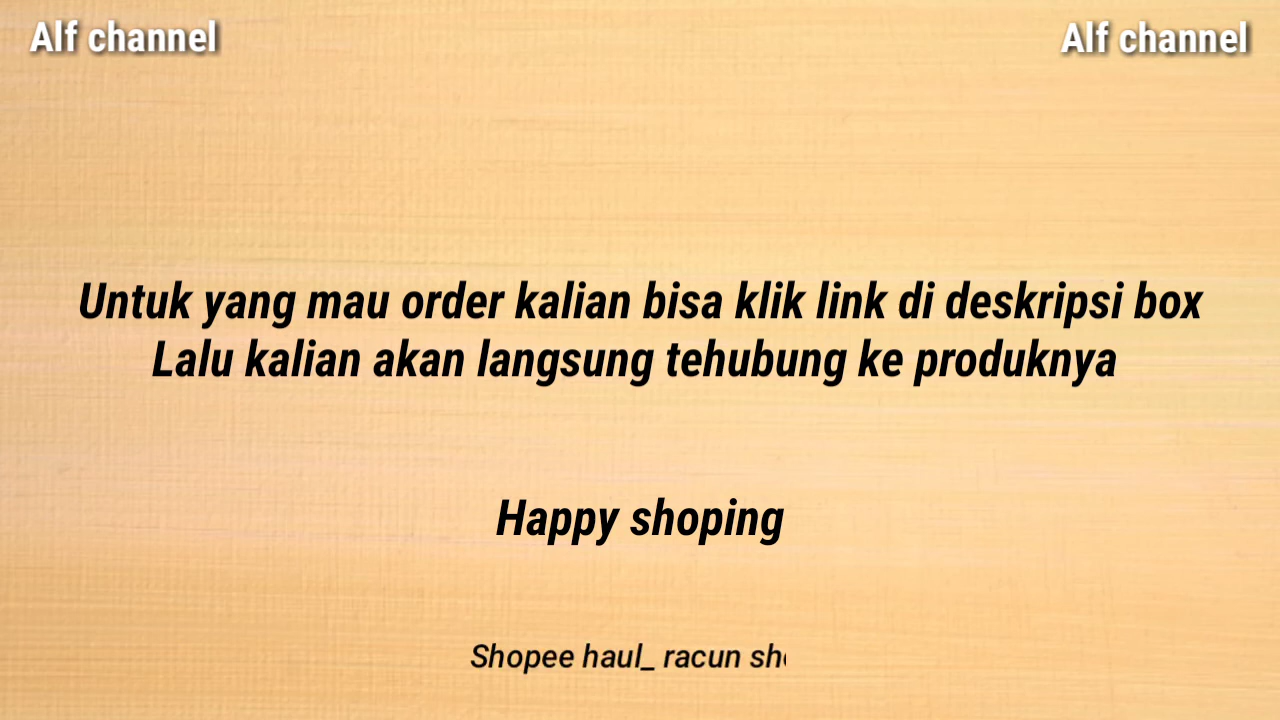 Alf channel
Alf channel
Untuk yang mau order kalian bisa klik link di deskripsi box
Lalu kalian akan langsung tehubung ke produknya
Happy shoping
Shopee haul_ racun